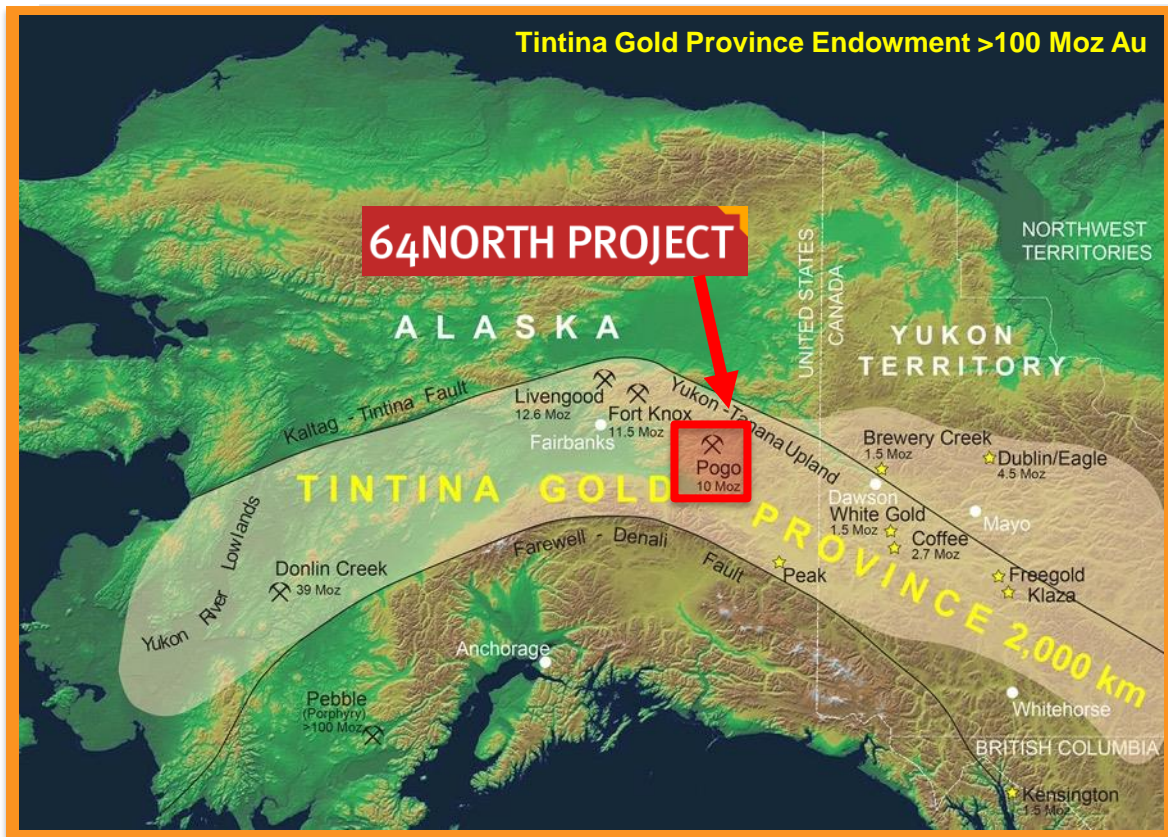 Tintina Gold Province Endowment >100 Moz Au
NORTHWEST
TERRITORIES
64NORTH PROJECT
UNITED STATES
CANADA
ALASKA
YUKON
TERRITORY
Kaltag - Tintina Fault
Livengood
12.6 Moz
Fort Knox
11.5 Moz
Fairbanks
Yukon - Tanana Upland
Pogo
10 Moz
Brewery Creek
1.5 Moz
Dublin/Eagle
4.5 Moz
Dawson
White Gold
1.5 Moz
Mayo
Coffee
2.7 Moz
TINTINA GOLD PROVINCE 2,000 km
Yukon River Lowlands
Donlin Creek
39 Moz
Farewell - Denali Fault
Peak
Freegold
Klaza
Anchorage
Pebble
(Porphyry)
>100 Moz
Whitehorse
BRITISH COLUMBIA
Kensington
1.5 Moz